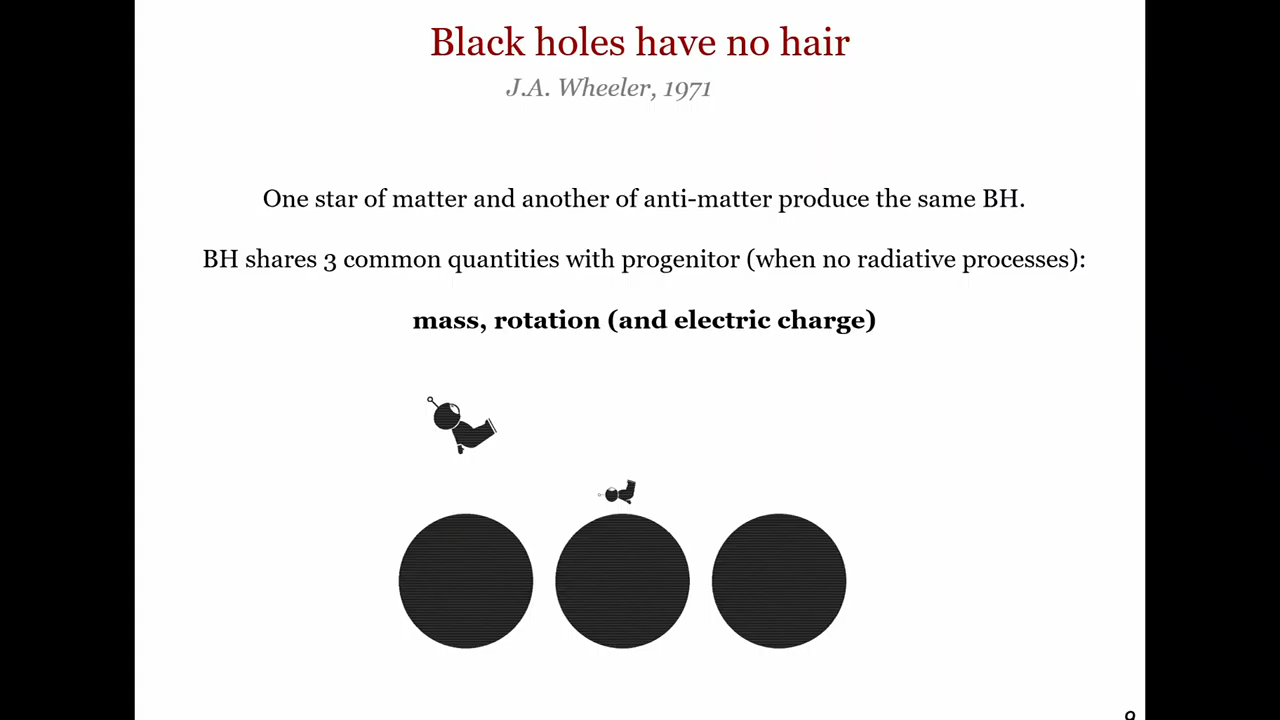 Black holes have no hair
J.A. Wheeler, 1971
One star of matter and another of anti-matter produce the same BH.
BH shares 3 common quantities with progenitor (when no radiative processes):
mass, rotation (and electric charge)